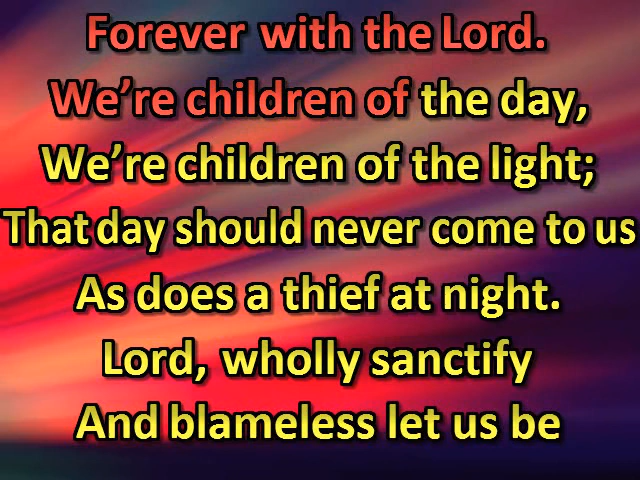 Forever with the Lord.
We’re children of the day,
We’re children of the light;
That day should never come to us
As does a thief at night.
Lord, wholly sanctify
And blameless let us be